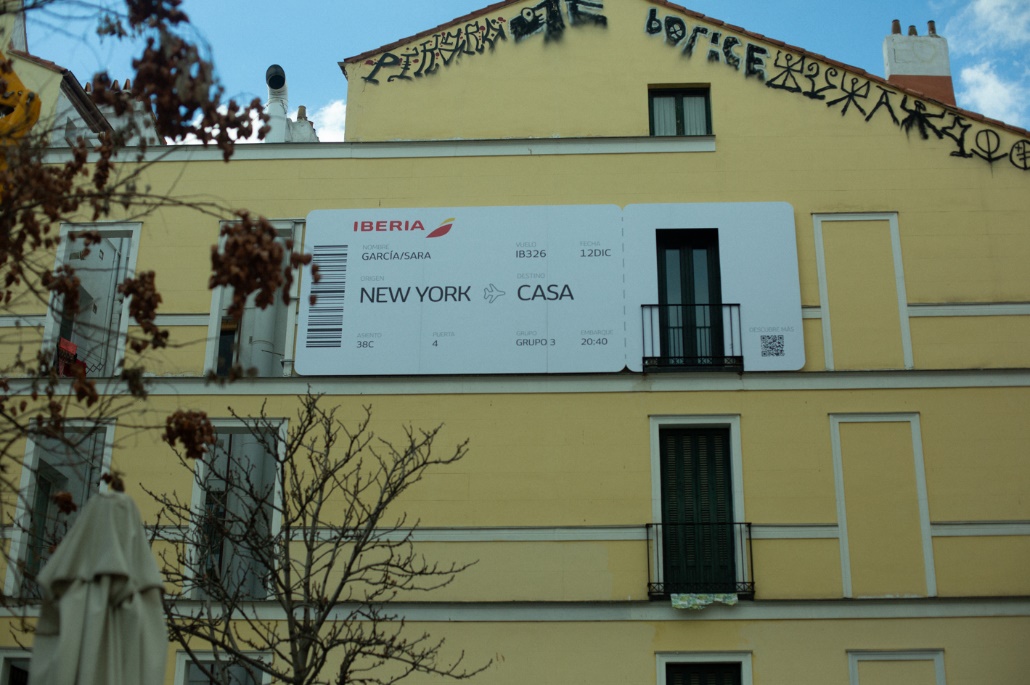 IBERIA
NOMBRE
GARCÍA/SARA
VUELO
IB326
FECHA
12DIC
ORIGEN
NEW YORK
DESTINO
CASA
ASIENTO
38C
PUERTA
4
GRUPO
GRUPO 3
EMBARQUE
20:40
DESCUBRE MÁS